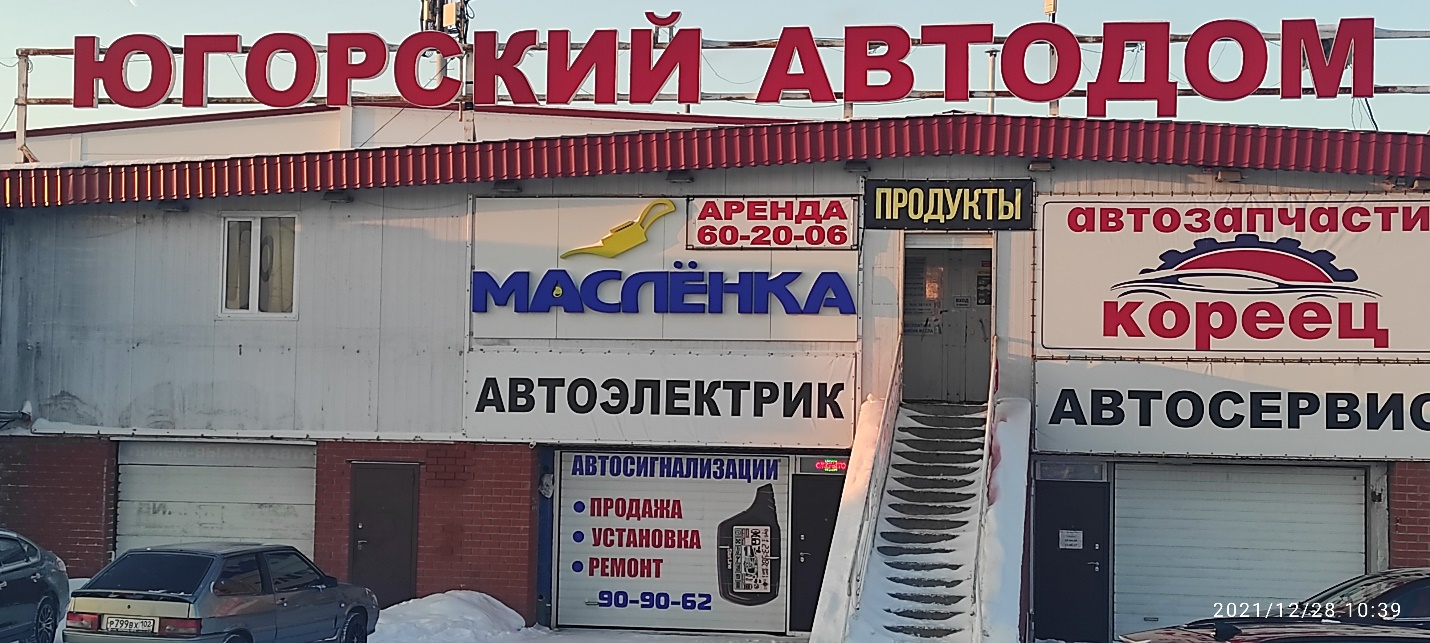 ЮГОРСКИЙ АВТОДОМ
АРЕНДА
60-20-06
МАСЛЁНКА
АВТОЭЛЕКТРИК
ПРОДУКТЫ
автозапчасти
кореец
АВТОСЕРВИС
АВТОСИГНАЛИЗАЦИИ
ПРОДАЖА
УСТАНОВКА
РЕМОНТ
90-90-62
Р799ВХ 102
2021/12/28 10:39